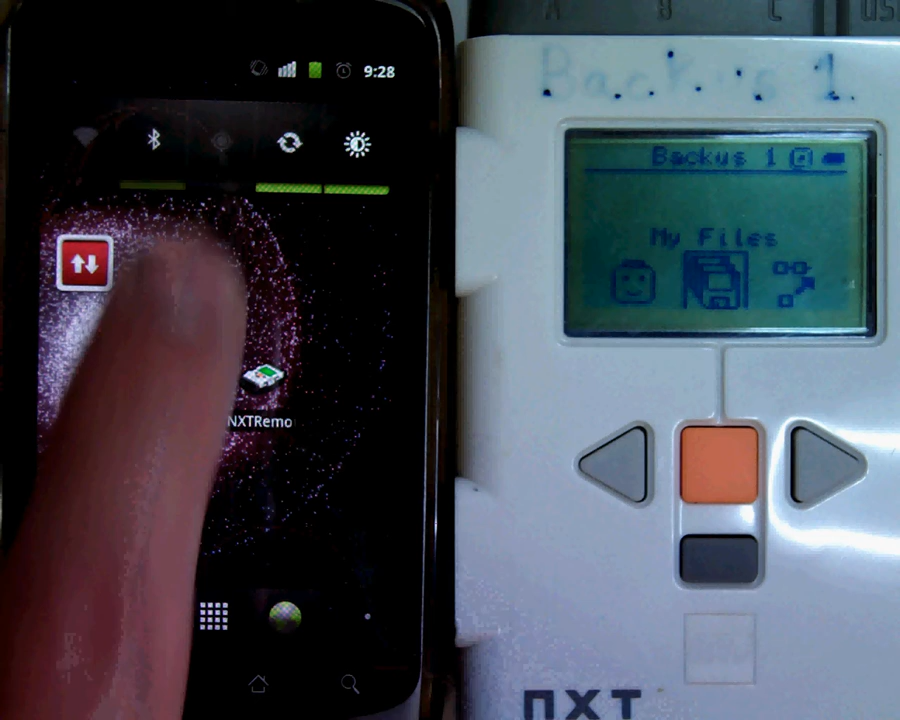 9:28
NXTRemo
A B C
Backus 1
Backus 1
My Files
NXT